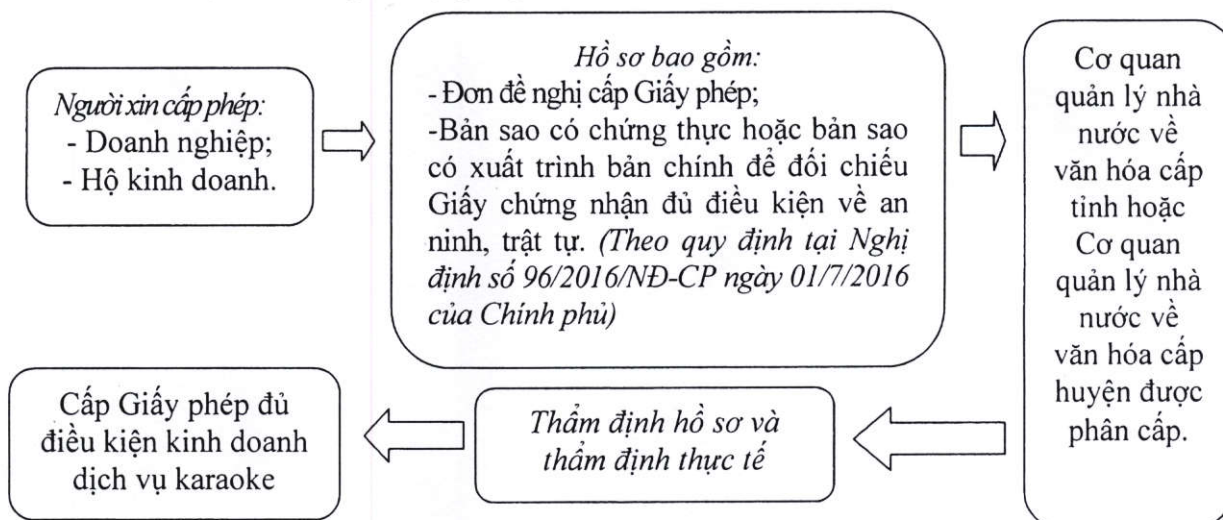 Người xin cấp phép:
- Doanh nghiệp;
- Hộ kinh doanh.
Hồ sơ bao gồm:
- Đơn đề nghị cấp Giấy phép;
-Bản sao có chứng thực hoặc bản sao
có xuất trình bản chính để đối chiếu
Giấy chứng nhận đủ điều kiện về an
ninh, trật tự. (Theo quy định tại Nghị
định số 96/2016/NĐ-CP ngày 01/7/2016
của Chính phủ)
Cơ quan
quản lý nhà
nước về
văn hóa cấp
tỉnh hoặc
Cơ quan
quản lý nhà
nước về
văn hóa cấp
huyện được
phân cấp.
Thẩm định hồ sơ và
thẩm định thực tế
Cấp Giấy phép đủ
điều kiện kinh doanh
dịch vụ karaoke